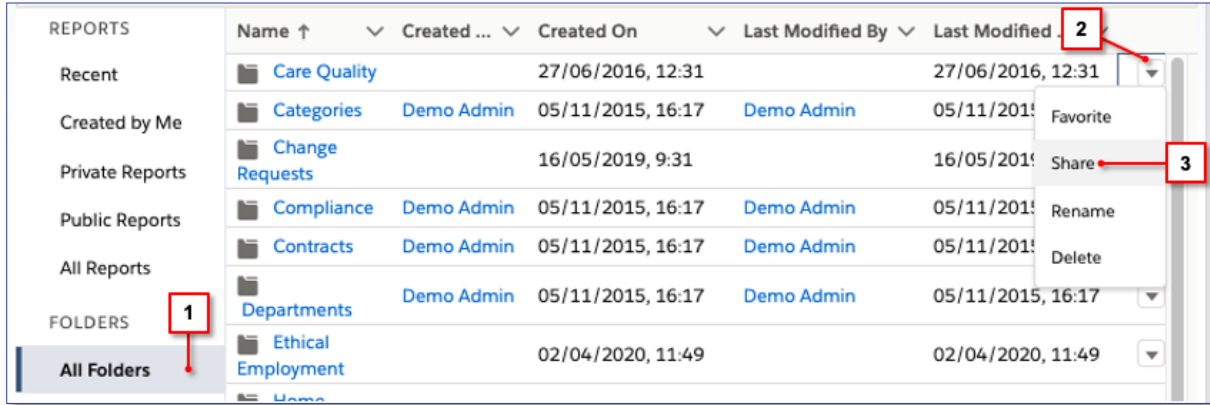 REPORTS
Recent
Created by Me
Private Reports
Public Reports
All Reports
FOLDERS
1
All Folders
Name ↑ Created ... Created On Last Modified By Last Modified 2
Care Quality 27/06/2016, 12:31 27/06/2016, 12:31
Categories Demo Admin 05/11/2015, 16:17 Demo Admin 05/11/201
Change
Requests 16/05/2019, 9:31 16/05/201
Compliance Demo Admin 05/11/2015, 16:17 Demo Admin 05/11/201
Contracts Demo Admin 05/11/2015, 16:17 Demo Admin 05/11/201
Departments Demo Admin 05/11/2015, 16:17 Demo Admin 05/11/2015, 16:17
Ethical
Employment 02/04/2020, 11:49 02/04/2020, 11:49
Favorite
Share 3
Rename
Delete